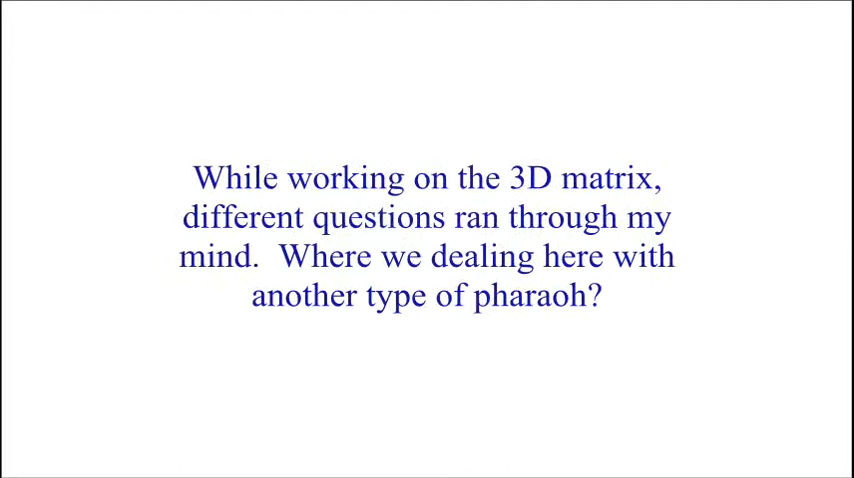 While working on the 3D matrix,
different questions ran through my
mind.  Where we dealing here with
another type of pharaoh?